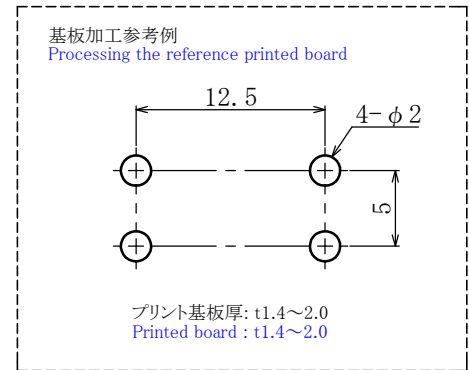 基板加工参考例
Processing the reference printed board
12.5
4-φ2
5
プリント基板厚: t1.4～2.0
Printed board : t1.4～2.0